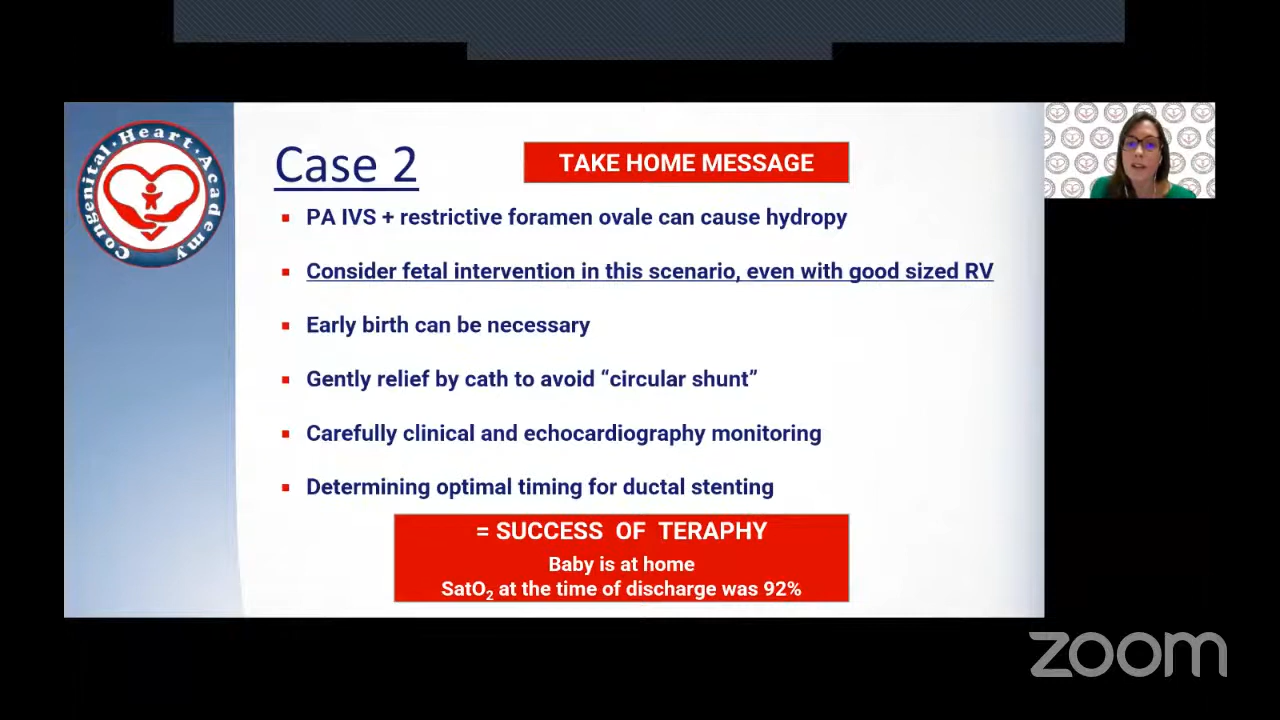 Congenital·Heart·Academy
Case 2
TAKE HOME MESSAGE
PA IVS + restrictive foramen ovale can cause hydropy
Consider fetal intervention in this scenario, even with good sized RV
Early birth can be necessary
Gently relief by cath to avoid “circular shunt”
Carefully clinical and echocardiography monitoring
Determining optimal timing for ductal stenting
= SUCCESS OF TERAPHY
Baby is at home
SatO₂ at the time of discharge was 92%
zoom